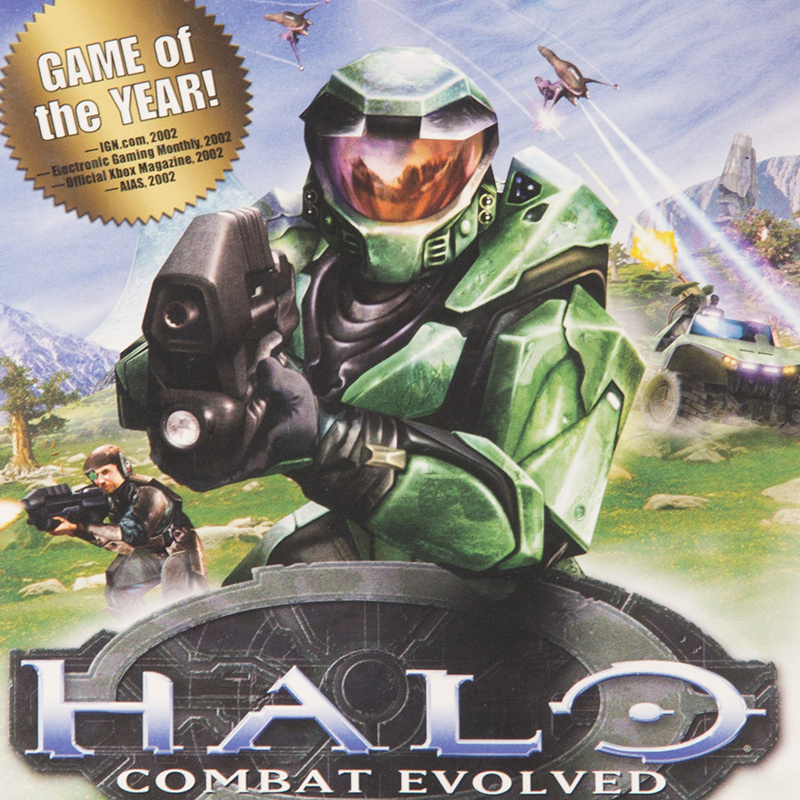 GAME of
the YEAR!
— IGN.com, 2002
— Electronic Gaming Monthly, 2002
— Official Xbox Magazine, 2002
— AIAS, 2002
HALO®
COMBAT EVOLVED